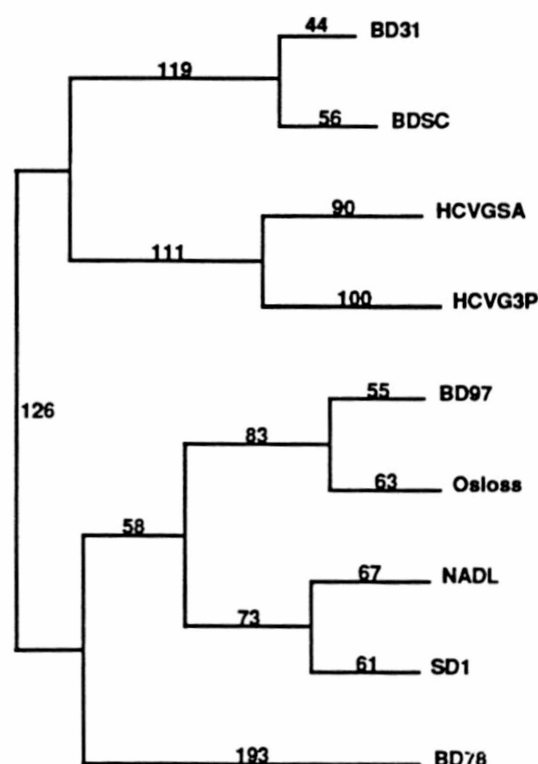 44 BD31
119
56 BDSC
90 HCVGSA
111
100 HCVG3P
55 BD97
126
83
63 Osloss
58
67 NADL
73
61 SD1
193 BD78